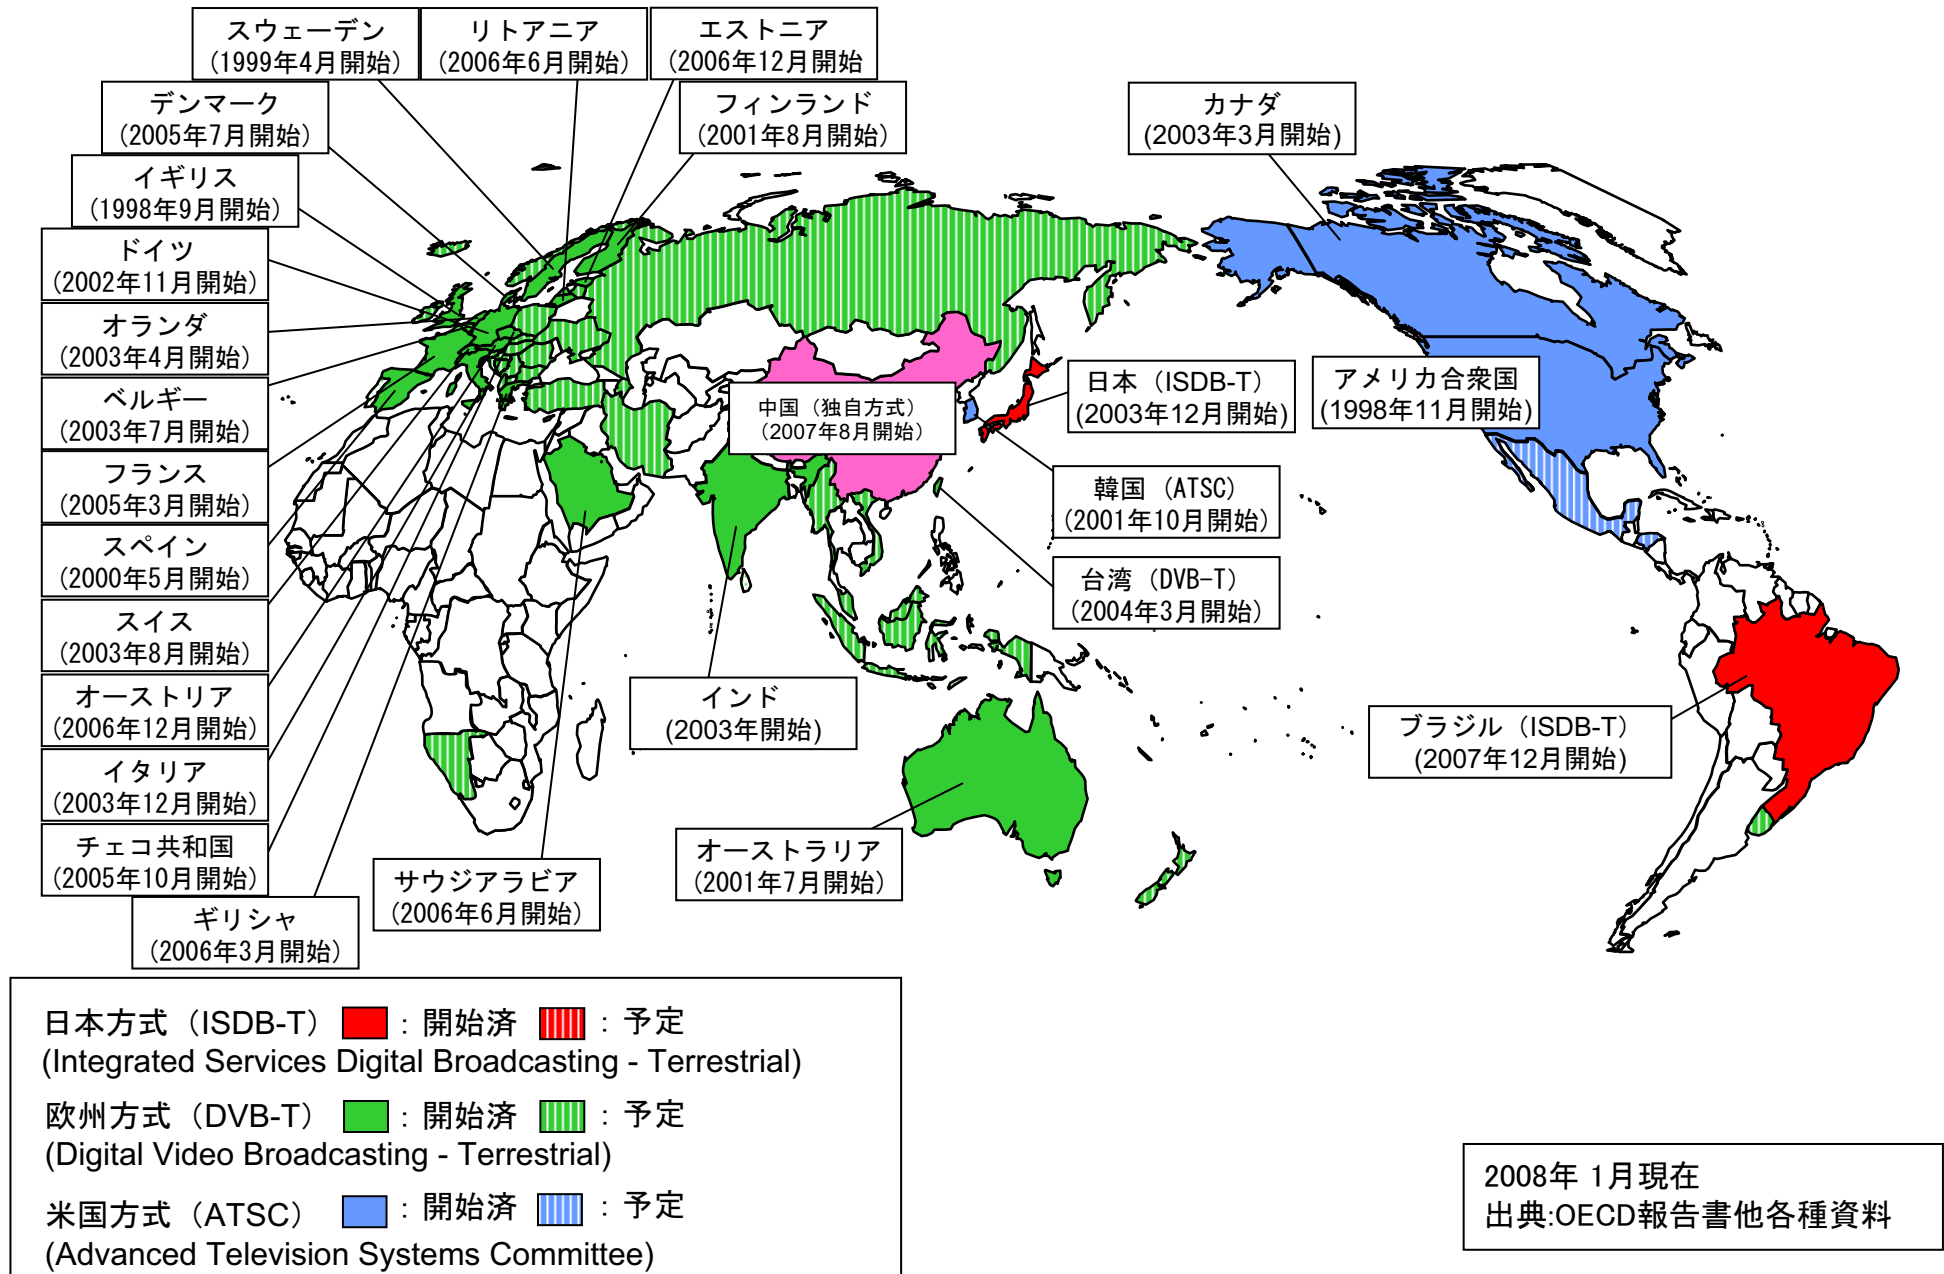 スウェーデン
(1999年4月開始)
リトアニア
(2006年6月開始)
エストニア
(2006年12月開始
デンマーク
(2005年7月開始)
フィンランド
(2001年8月開始)
カナダ
(2003年3月開始)
イギリス
(1998年9月開始)
ドイツ
(2002年11月開始)
オランダ
(2003年4月開始)
ベルギー
(2003年7月開始)
フランス
(2005年3月開始)
スペイン
(2000年5月開始)
スイス
(2003年8月開始)
オーストリア
(2006年12月開始)
イタリア
(2003年12月開始)
チェコ共和国
(2005年10月開始)
ギリシャ
(2006年3月開始)
サウジアラビア
(2006年6月開始)
中国(独自方式)
(2007年8月開始)
日本(ISDB-T)
(2003年12月開始)
アメリカ合衆国
(1998年11月開始)
韓国(ATSC)
(2001年10月開始)
台湾(DVB-T)
(2004年3月開始)
インド
(2003年開始)
オーストラリア
(2001年7月開始)
ブラジル(ISDB-T)
(2007年12月開始)
日本方式(ISDB-T) :開始済 :予定
(Integrated Services Digital Broadcasting - Terrestrial)
欧州方式(DVB-T) :開始済 :予定
(Digital Video Broadcasting - Terrestrial)
米国方式(ATSC) :開始済 :予定
(Advanced Television Systems Committee)
2008年 1月現在
出典:OECD報告書他各種資料